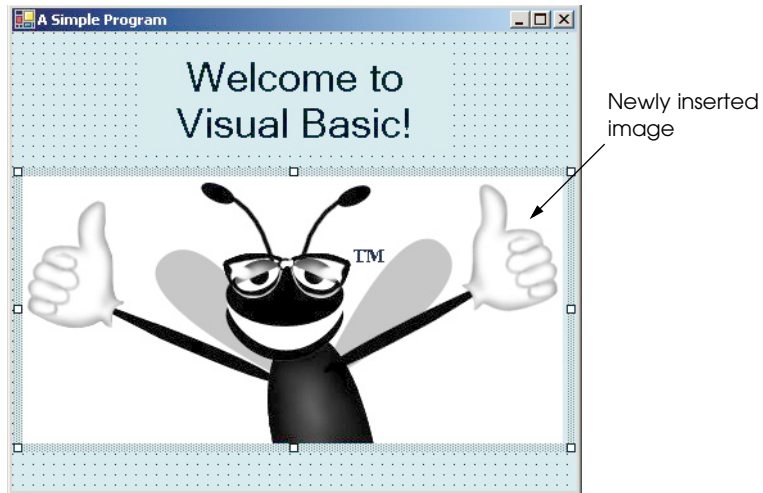 A Simple Program
Welcome to
Visual Basic!
Newly inserted
image
TM